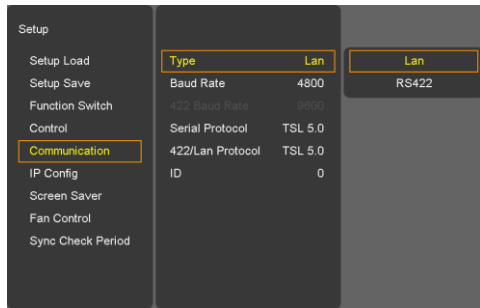 Setup
Setup Load
Setup Save
Function Switch
Control
Communication
IP Config
Screen Saver
Fan Control
Sync Check Period
Type Lan
Baud Rate 4800
422 Baud Rate 9600
Serial Protocol TSL 5.0
422/Lan Protocol TSL 5.0
ID 0
Lan
RS422